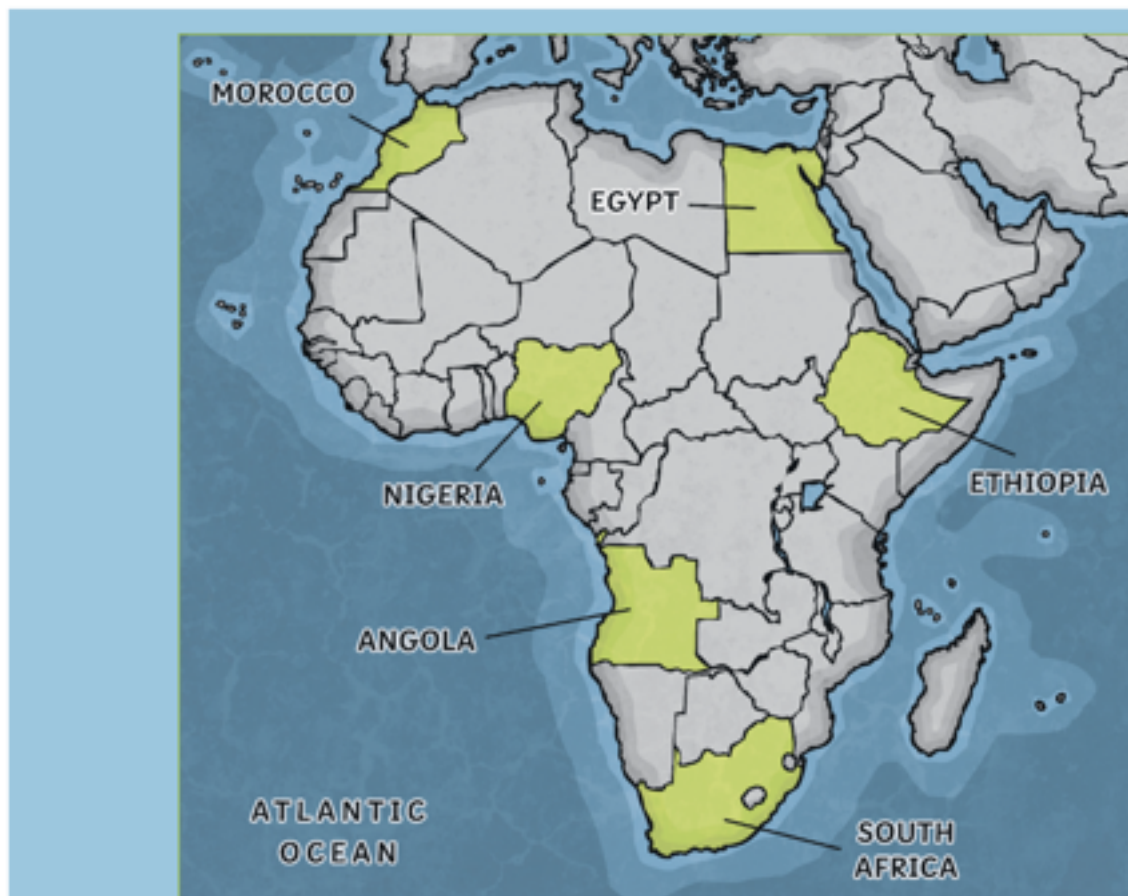 MOROCCO
EGYPT
NIGERIA
ETHIOPIA
ANGOLA
ATLANTIC
OCEAN
SOUTH
AFRICA